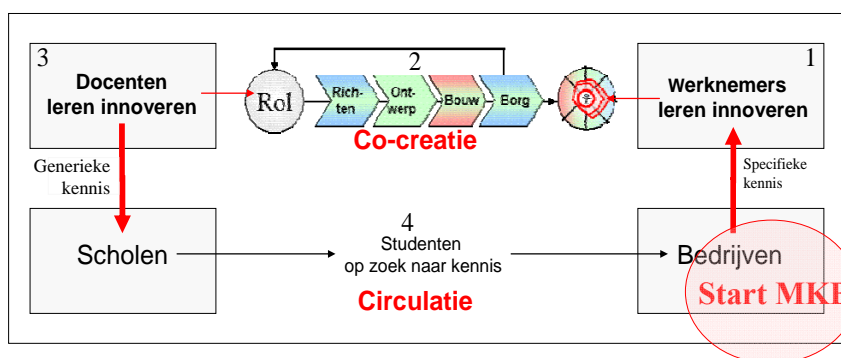 3
Docenten
leren innoveren
2
Rol
Rich-
ten
Ont-
werp
Bouw
Borg
Co-creatie
1
Werknemers
leren innoveren
Generieke
kennis
Specifieke
kennis
Scholen
4
Studenten
op zoek naar kennis
Circulatie
Bedrijven
Start MKB